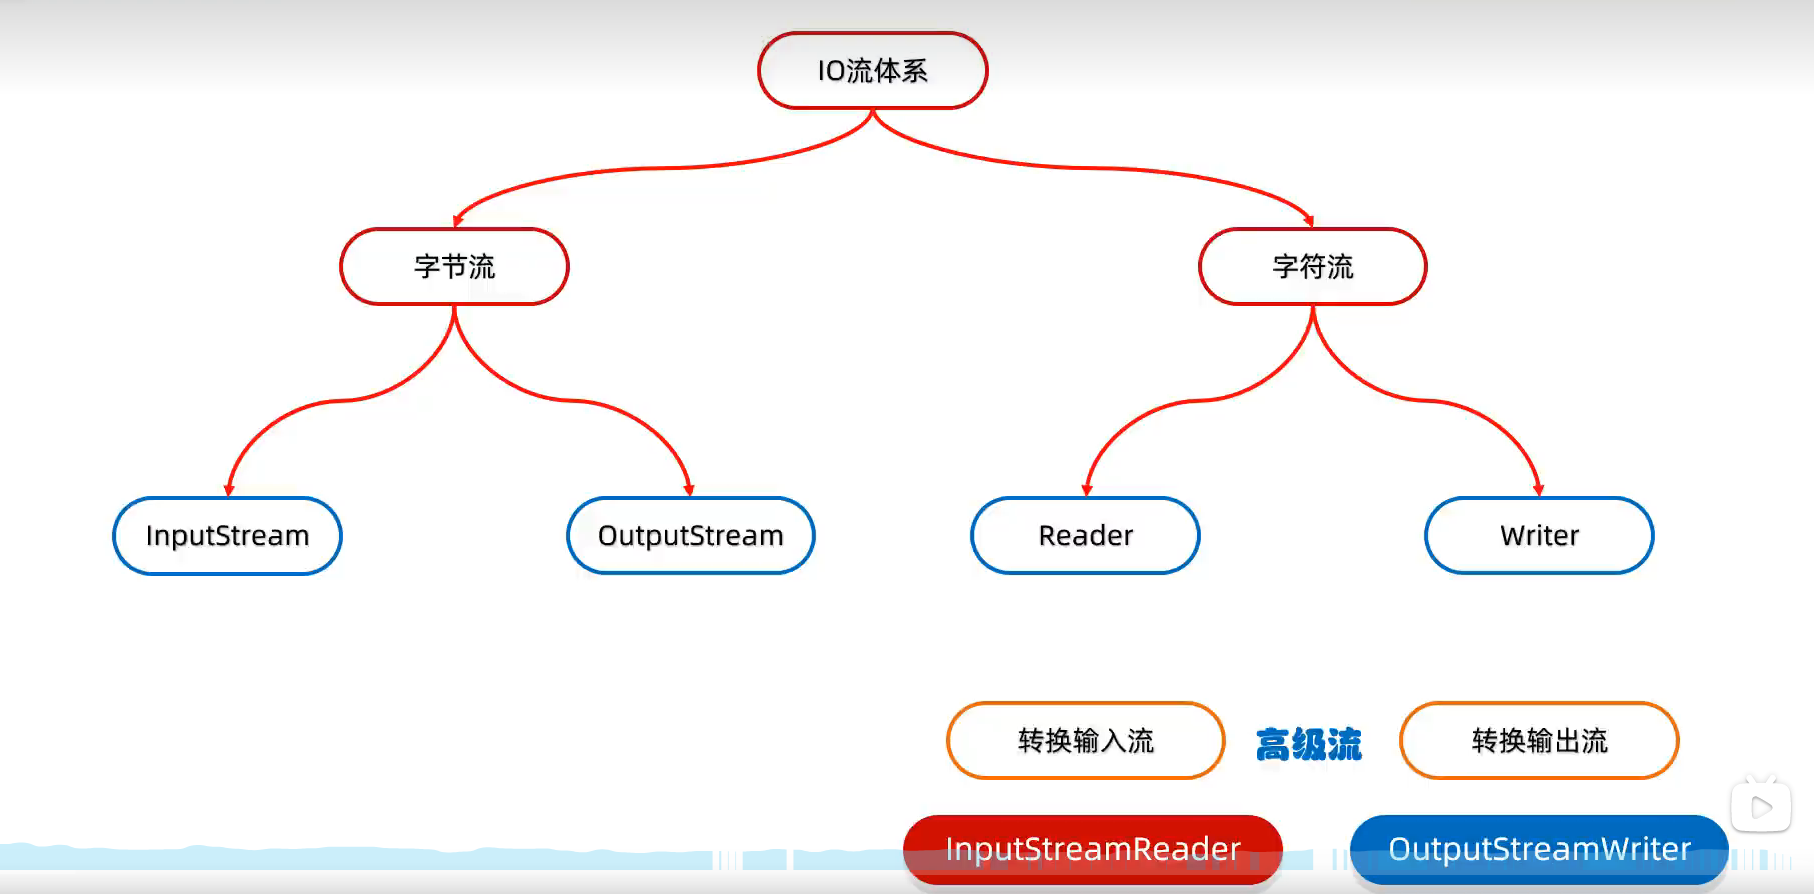 IO流体系
字节流
字符流
InputStream
OutputStream
Reader
Writer
转换输入流
高级流
转换输出流
InputStreamReader
OutputStreamWriter